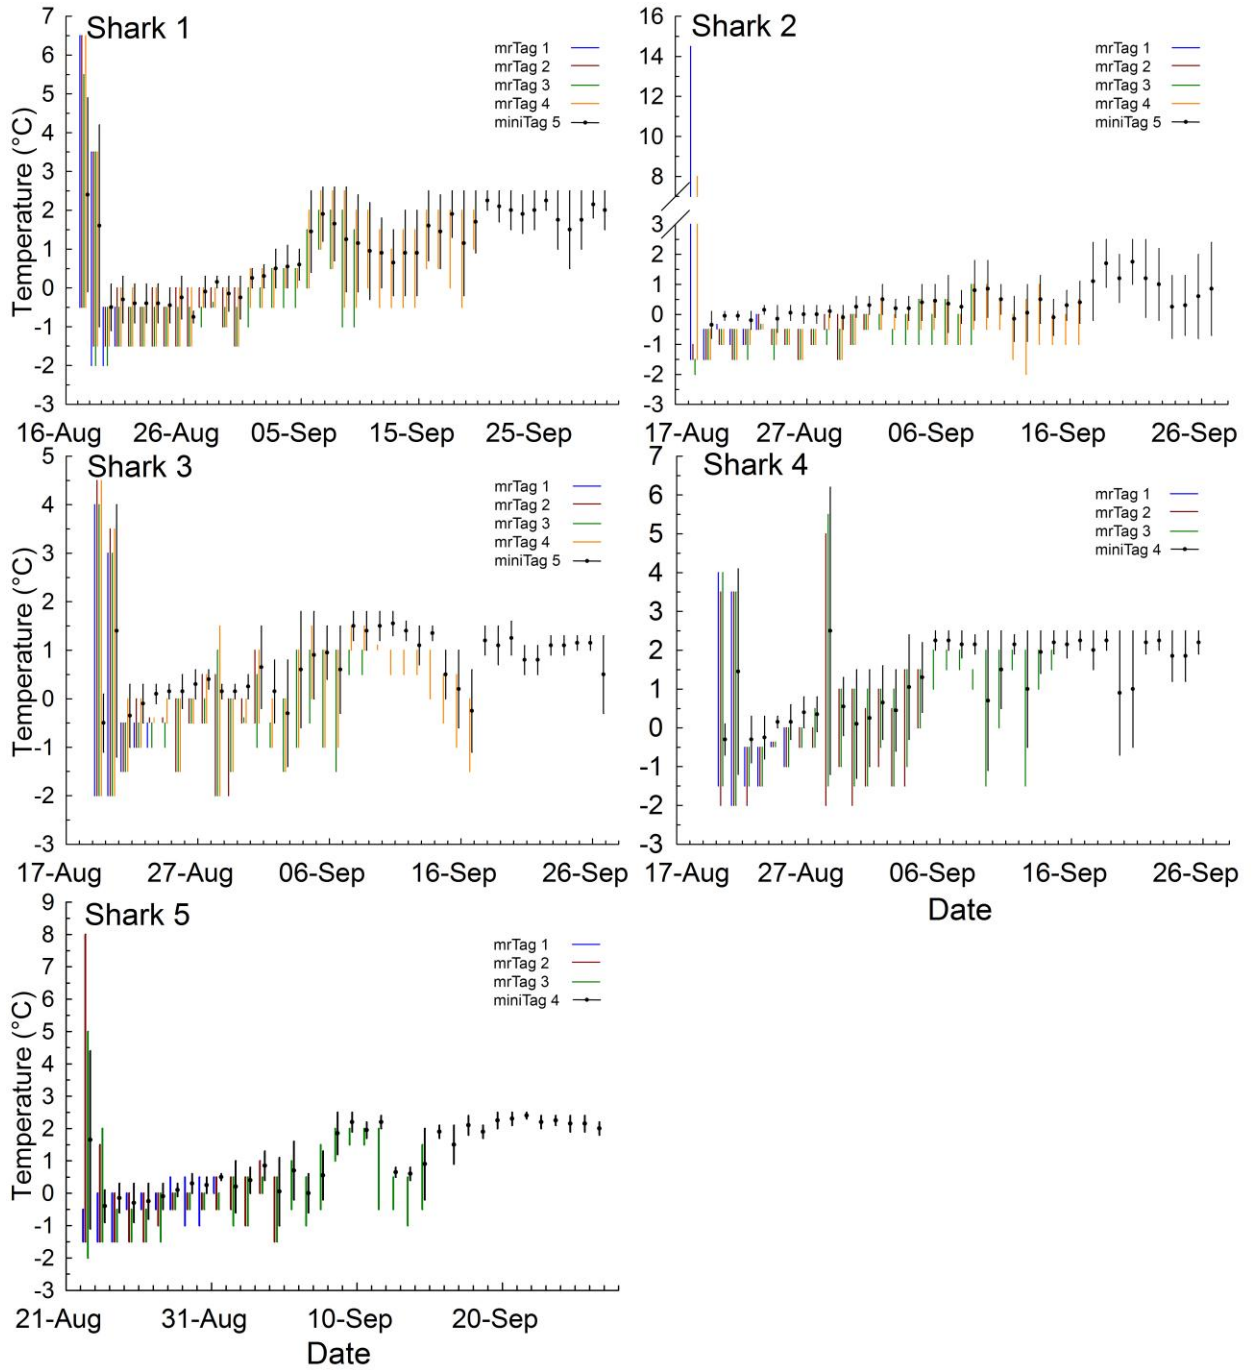 Shark 1
mrTag 1
mrTag 2
mrTag 3
mrTag 4
miniTag 5
Temperature (°C)
7
6
5
4
3
2
1
0
-1
-2
-3
16-Aug 26-Aug 05-Sep 15-Sep 25-Sep
Shark 2
mrTag 1
mrTag 2
mrTag 3
mrTag 4
miniTag 5
16
14
12
10
8
3
2
1
0
-1
-2
-3
17-Aug 27-Aug 06-Sep 16-Sep 26-Sep
Shark 3
mrTag 1
mrTag 2
mrTag 3
mrTag 4
miniTag 5
Temperature (°C)
5
4
3
2
1
0
-1
-2
-3
17-Aug 27-Aug 06-Sep 16-Sep 26-Sep
Shark 4
mrTag 1
mrTag 2
mrTag 3
miniTag 4
7
6
5
4
3
2
1
0
-1
-2
-3
17-Aug 27-Aug 06-Sep 16-Sep 26-Sep
Date
Shark 5
mrTag 1
mrTag 2
mrTag 3
miniTag 4
Temperature (°C)
9
8
7
6
5
4
3
2
1
0
-1
-2
-3
21-Aug 31-Aug 10-Sep 20-Sep
Date